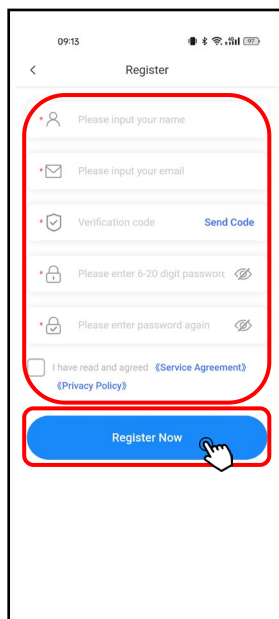 09:13
97
Register
* Please input your name
* Please input your email
* Verification code Send Code
* Please enter 6-20 digit password
* Please enter password again
I have read and agreed 《Service Agreement》
《Privacy Policy》
Register Now